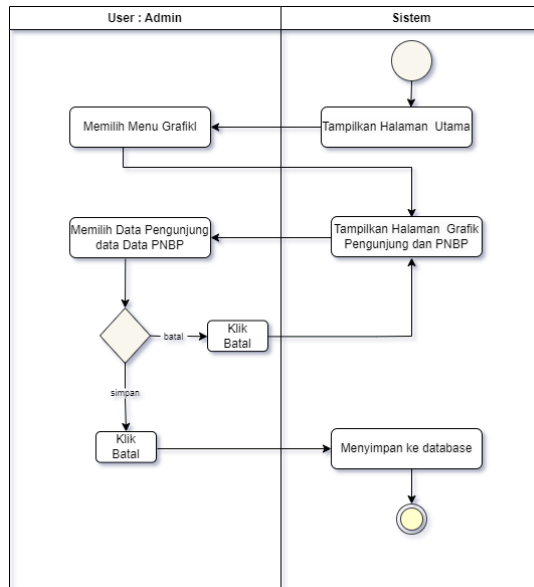 User : Admin
Sistem
Tampilkan Halaman Utama
Memilih Menu Grafikl
Tampilkan Halaman Grafik
Pengunjung dan PNBP
Memilih Data Pengunjung
data Data PNBP
batal
Klik
Batal
simpan
Klik
Batal
Menyimpan ke database